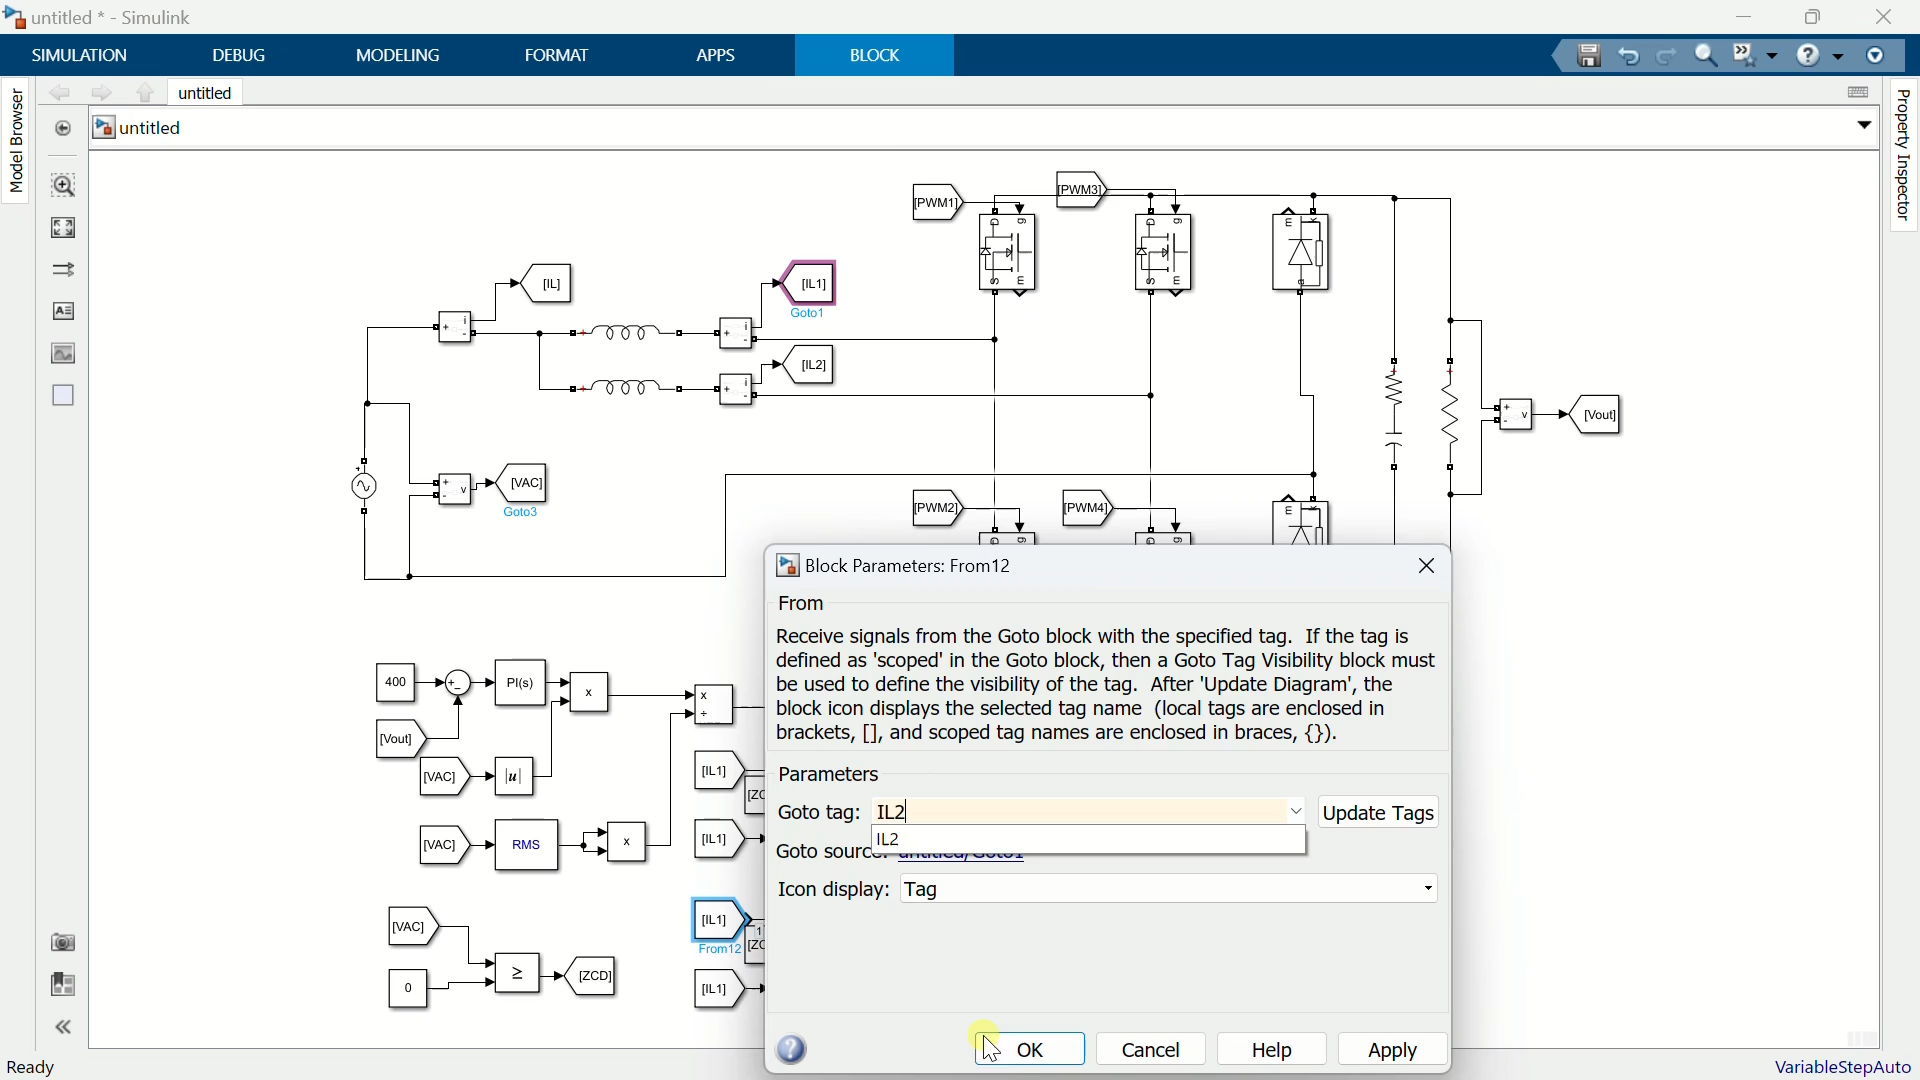 untitled * - Simulink
SIMULATION DEBUG MODELING FORMAT APPS BLOCK
Model Browser
untitled
untitled
Property Inspector
[PWM1]
[PWM3]
D g
D g
m k
S m
S m
a
[IL]
[IL1]
Goto1
+ i -
+ i -
[IL2]
+ i -
[Vout]
+ v -
[VAC]
Goto3
+ v -
[PWM2]
[PWM4]
D g
D g
m k
400
+ -
PI(s)
x
x
÷
[Vout]
[VAC]
|u|
[IL1]
[VAC]
RMS
x
[IL1]
[VAC]
[IL1]
From12
0
≥
[ZCD]
[IL1]
Block Parameters: From12
From
Receive signals from the Goto block with the specified tag. If the tag is
defined as 'scoped' in the Goto block, then a Goto Tag Visibility block must
be used to define the visibility of the tag. After 'Update Diagram', the
block icon displays the selected tag name (local tags are enclosed in
brackets, [], and scoped tag names are enclosed in braces, {}).
Parameters
Goto tag: IL2 Update Tags
IL2
Goto source: untitled/Goto1
Icon display: Tag
OK Cancel Help Apply
Ready
VariableStepAuto